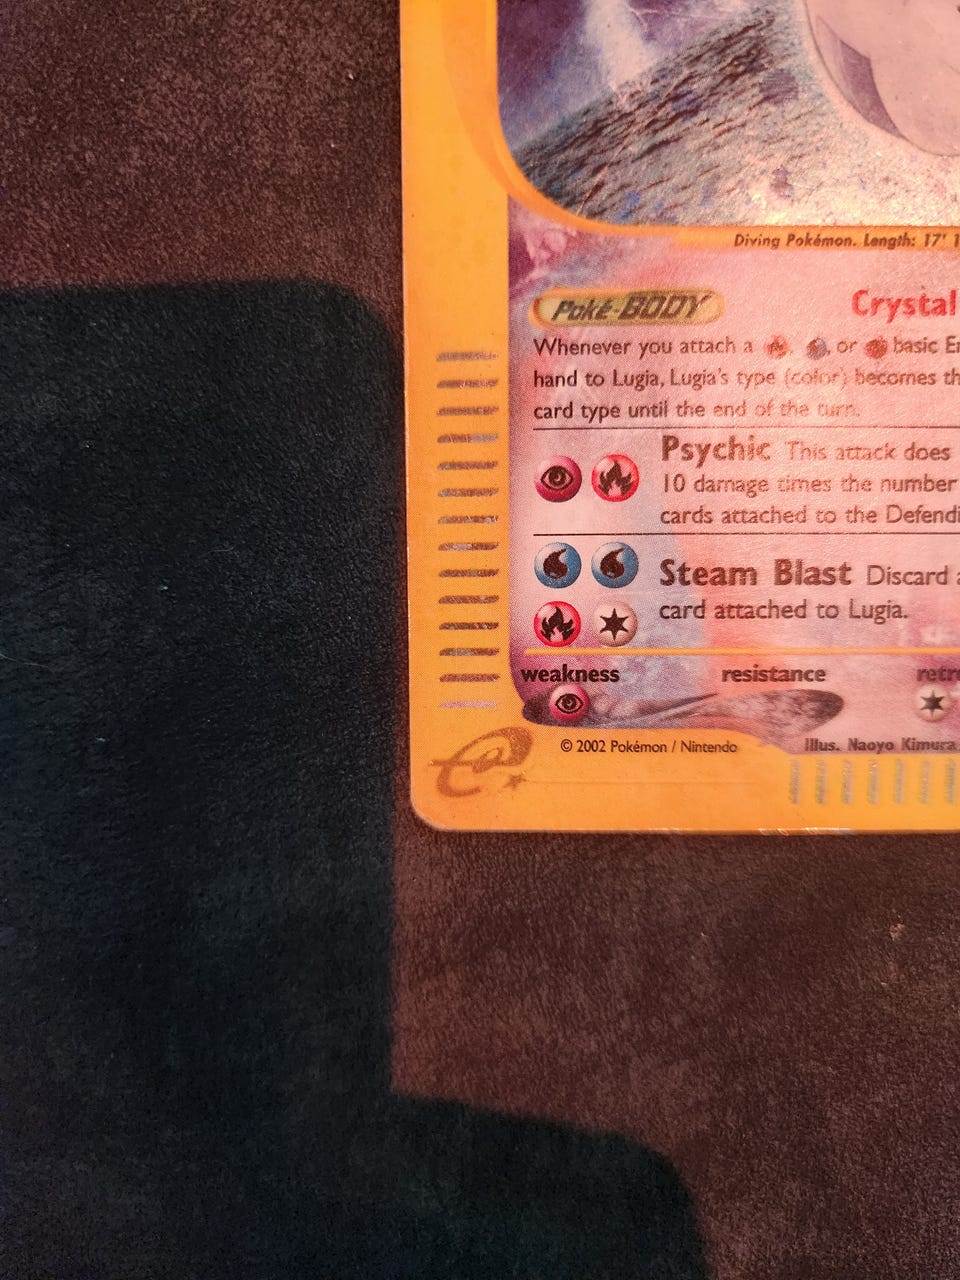 Diving Pokémon. Length: 17'
Poké-BODY
Crystal
Whenever you attach a , , or basic
hand to Lugia, Lugia's type (color) becomes
card type until the end of the turn.
Psychic This attack does
10 damage times the number
cards attached to the
Steam Blast Discard
card attached to Lugia.
weakness resistance
© 2002 Pokémon / Nintendo Illus. Naoyo Kimura
e